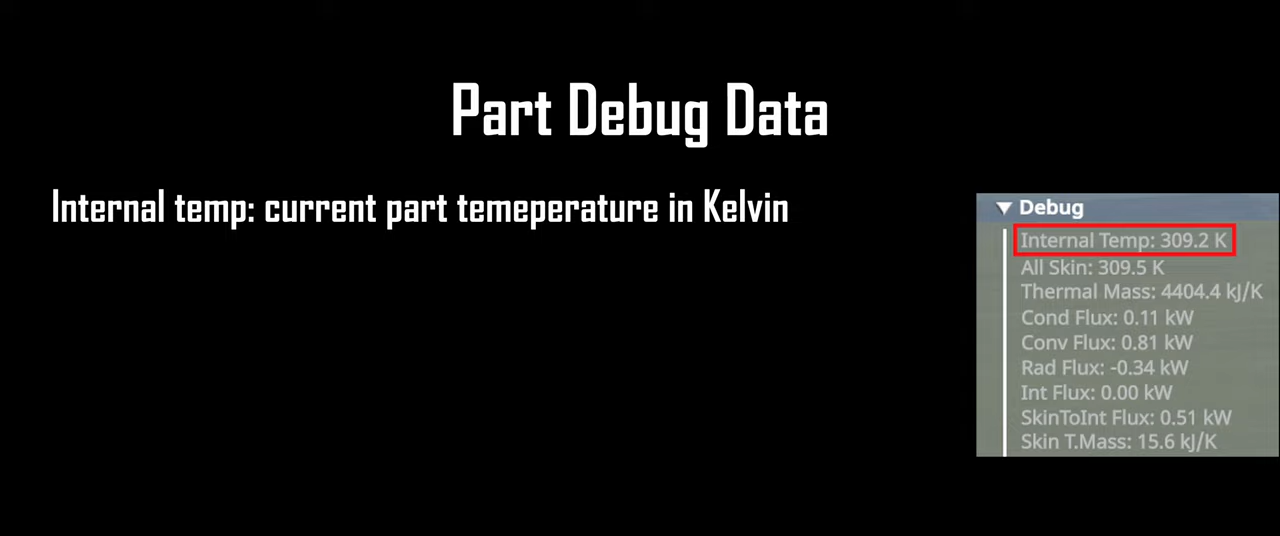 Part Debug Data
Internal temp: current part temeperature in Kelvin
▼ Debug
Internal Temp: 309.2 K
All Skin: 309.5 K
Thermal Mass: 4404.4 kJ/K
Cond Flux: 0.11 kW
Conv Flux: 0.81 kW
Rad Flux: -0.34 kW
Int Flux: 0.00 kW
SkinToInt Flux: 0.51 kW
Skin T.Mass: 15.6 kJ/K